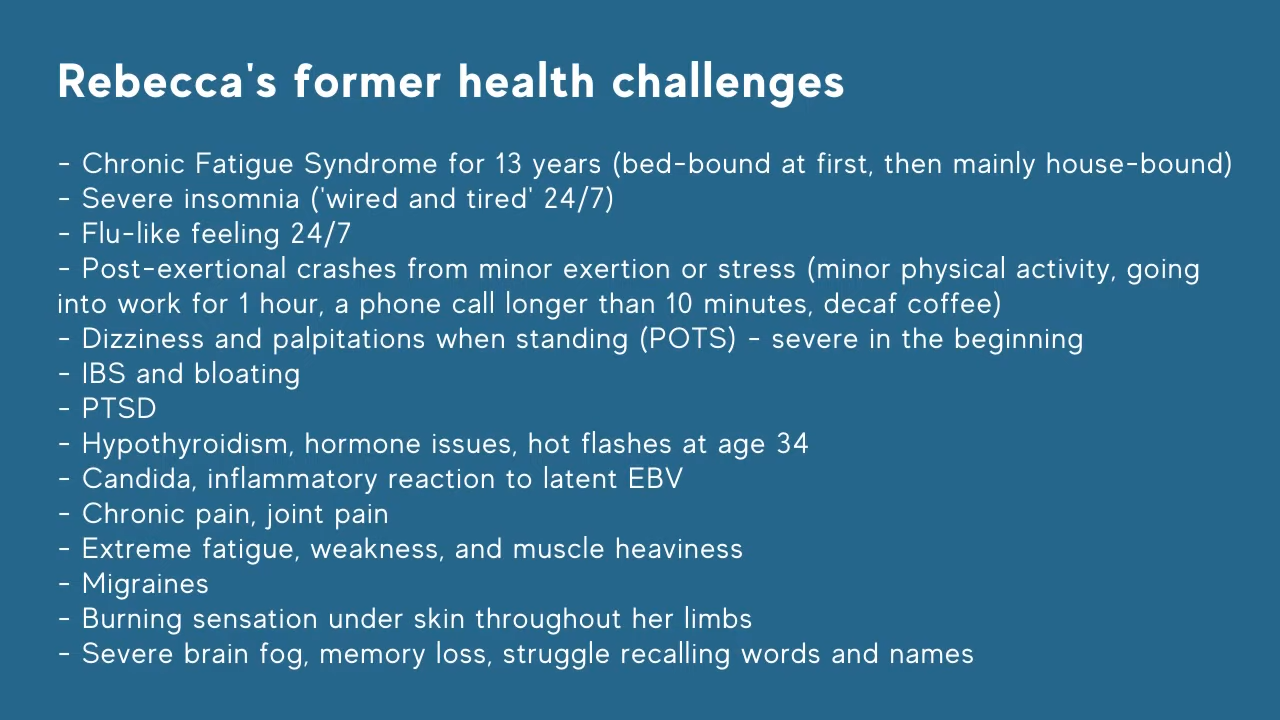 Rebecca's former health challenges
- Chronic Fatigue Syndrome for 13 years (bed-bound at first, then mainly house-bound)
- Severe insomnia ('wired and tired' 24/7)
- Flu-like feeling 24/7
- Post-exertional crashes from minor exertion or stress (minor physical activity, going
into work for 1 hour, a phone call longer than 10 minutes, decaf coffee)
- Dizziness and palpitations when standing (POTS) - severe in the beginning
- IBS and bloating
- PTSD
- Hypothyroidism, hormone issues, hot flashes at age 34
- Candida, inflammatory reaction to latent EBV
- Chronic pain, joint pain
- Extreme fatigue, weakness, and muscle heaviness
- Migraines
- Burning sensation under skin throughout her limbs
- Severe brain fog, memory loss, struggle recalling words and names